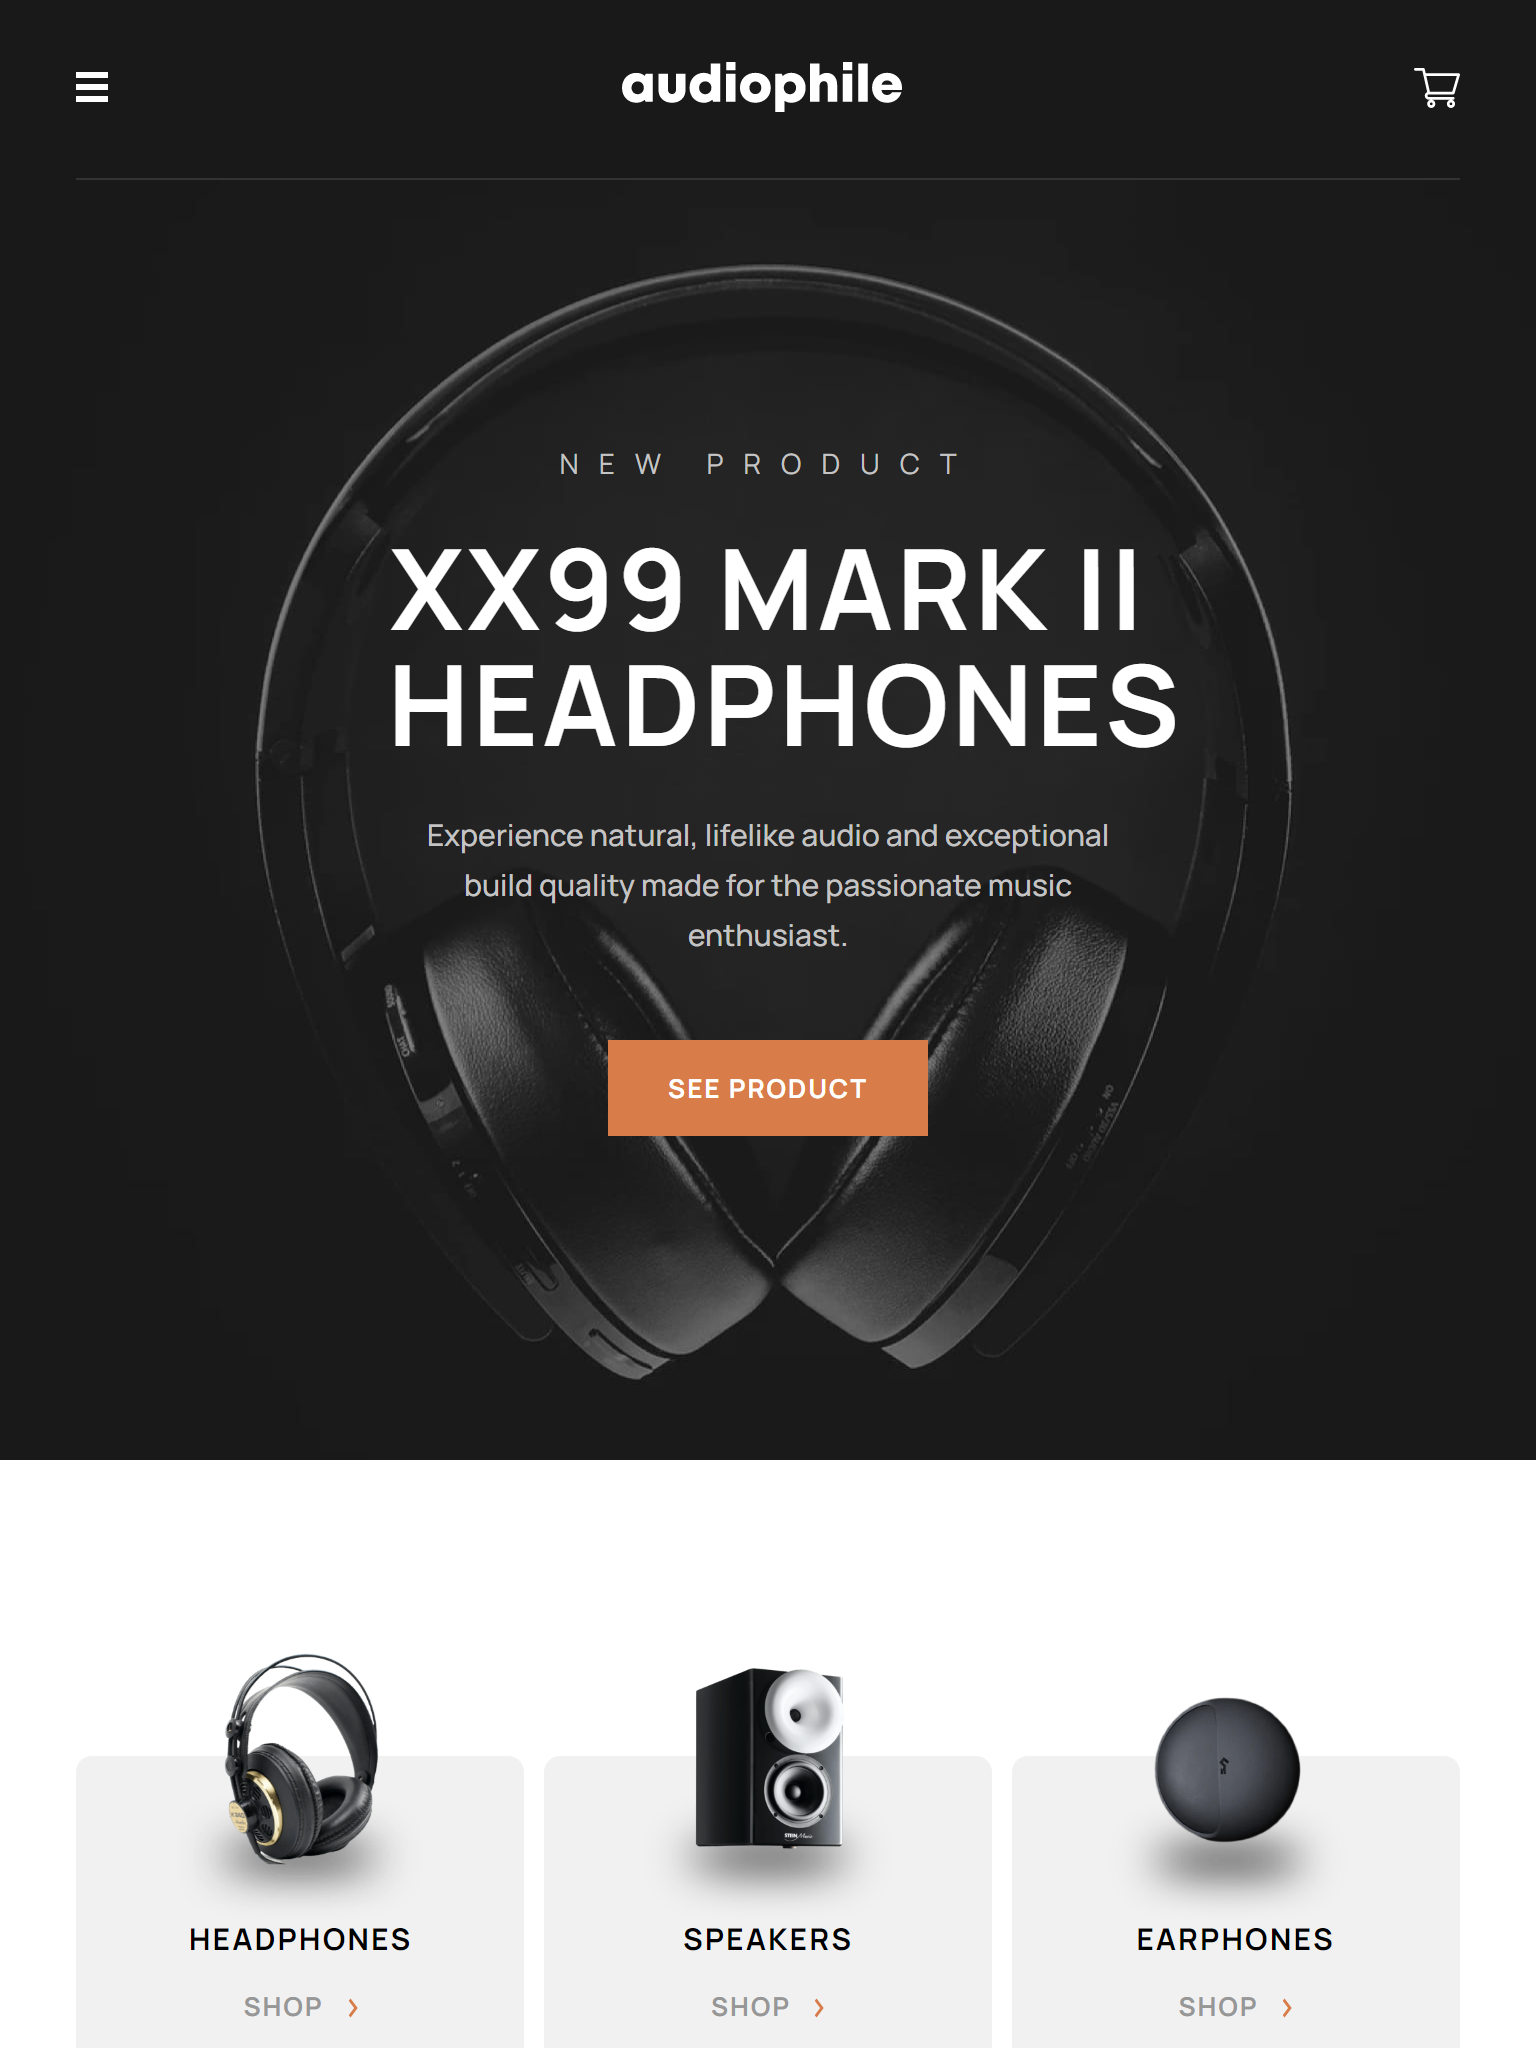 audiophile
NEW PRODUCT
XX99 MARK II
HEADPHONES
Experience natural, lifelike audio and exceptional
build quality made for the passionate music
enthusiast.
SEE PRODUCT
HEADPHONES
SPEAKERS
EARPHONES
SHOP
SHOP
SHOP